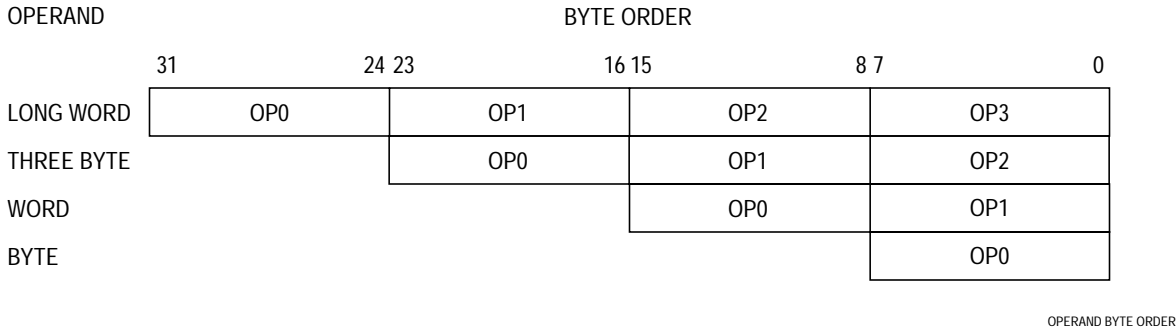 OPERAND BYTE ORDER
31 24 23 16 15 8 7 0
LONG WORD OP0 OP1 OP2 OP3
THREE BYTE OP0 OP1 OP2
WORD OP0 OP1
BYTE OP0
OPERAND BYTE ORDER